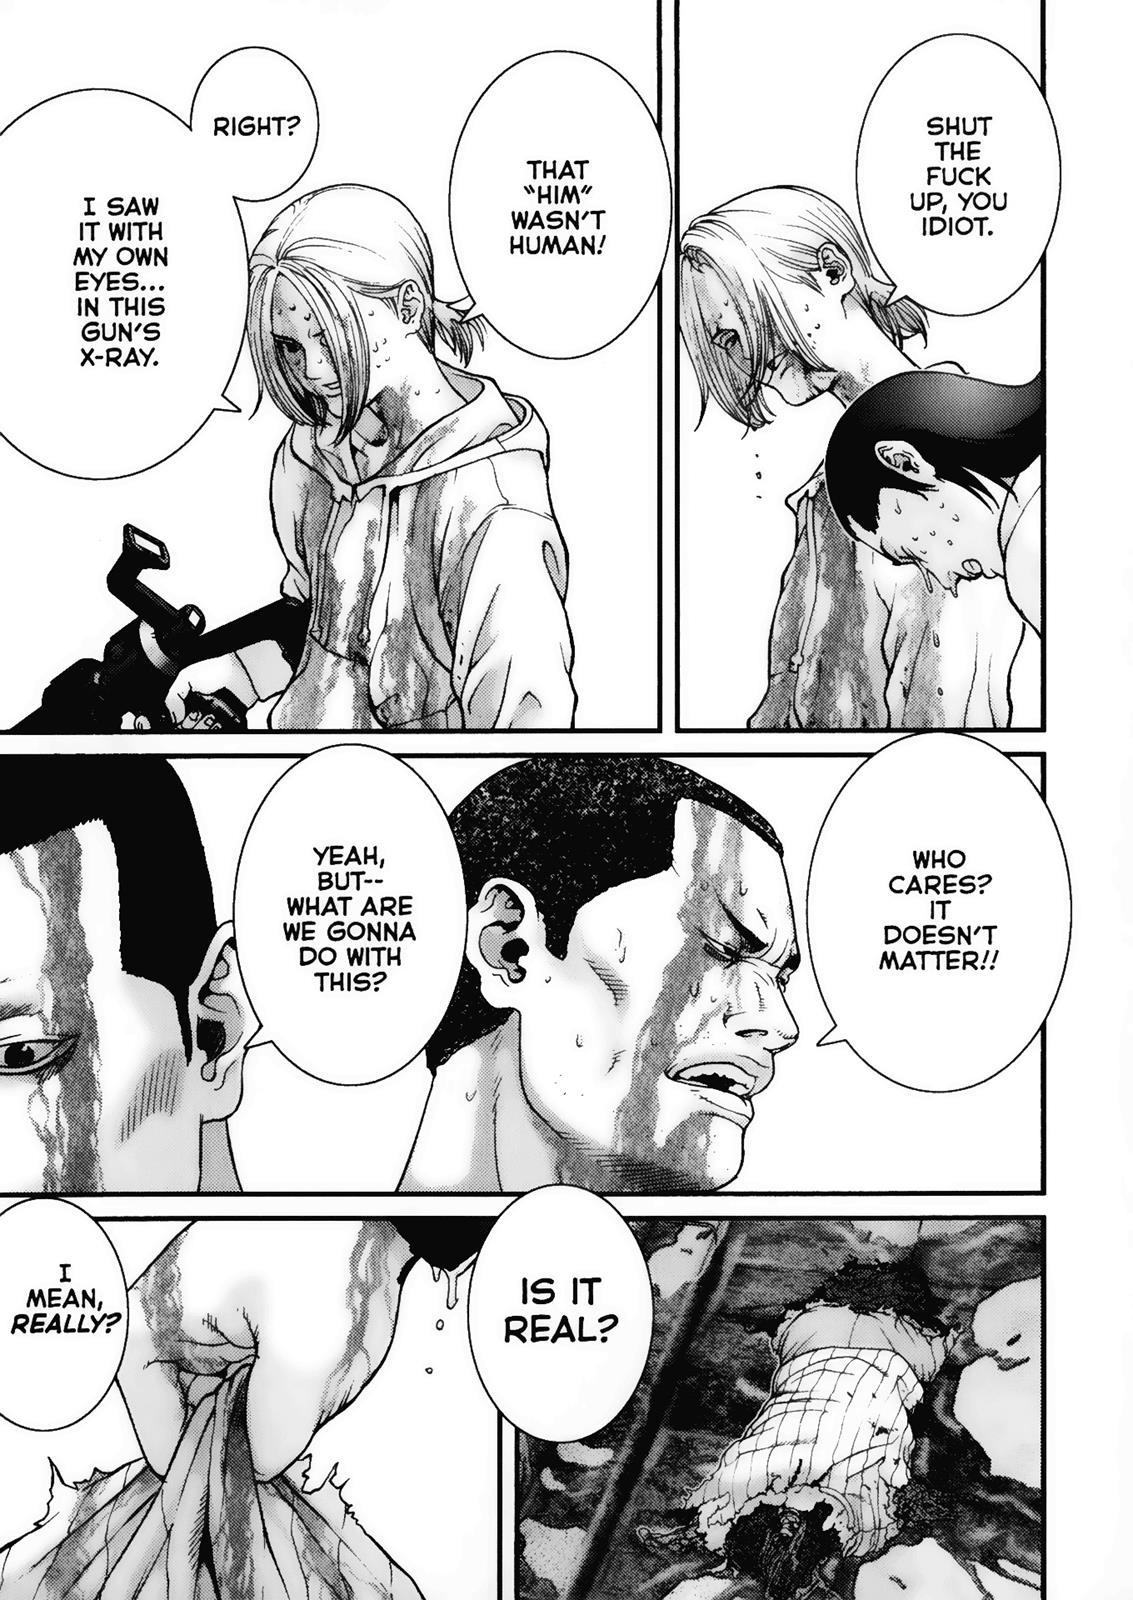 SHUT
THE
FUCK
UP, YOU
IDIOT.
THAT
"HIM"
WASN'T
HUMAN!
RIGHT?
I SAW
IT WITH
MY OWN
EYES...
IN THIS
GUN'S
X-RAY.
WHO
CARES?
IT
DOESN'T
MATTER!!
YEAH,
BUT--
WHAT ARE
WE GONNA
DO WITH
THIS?
IS IT
REAL?
I
MEAN,
REALLY?